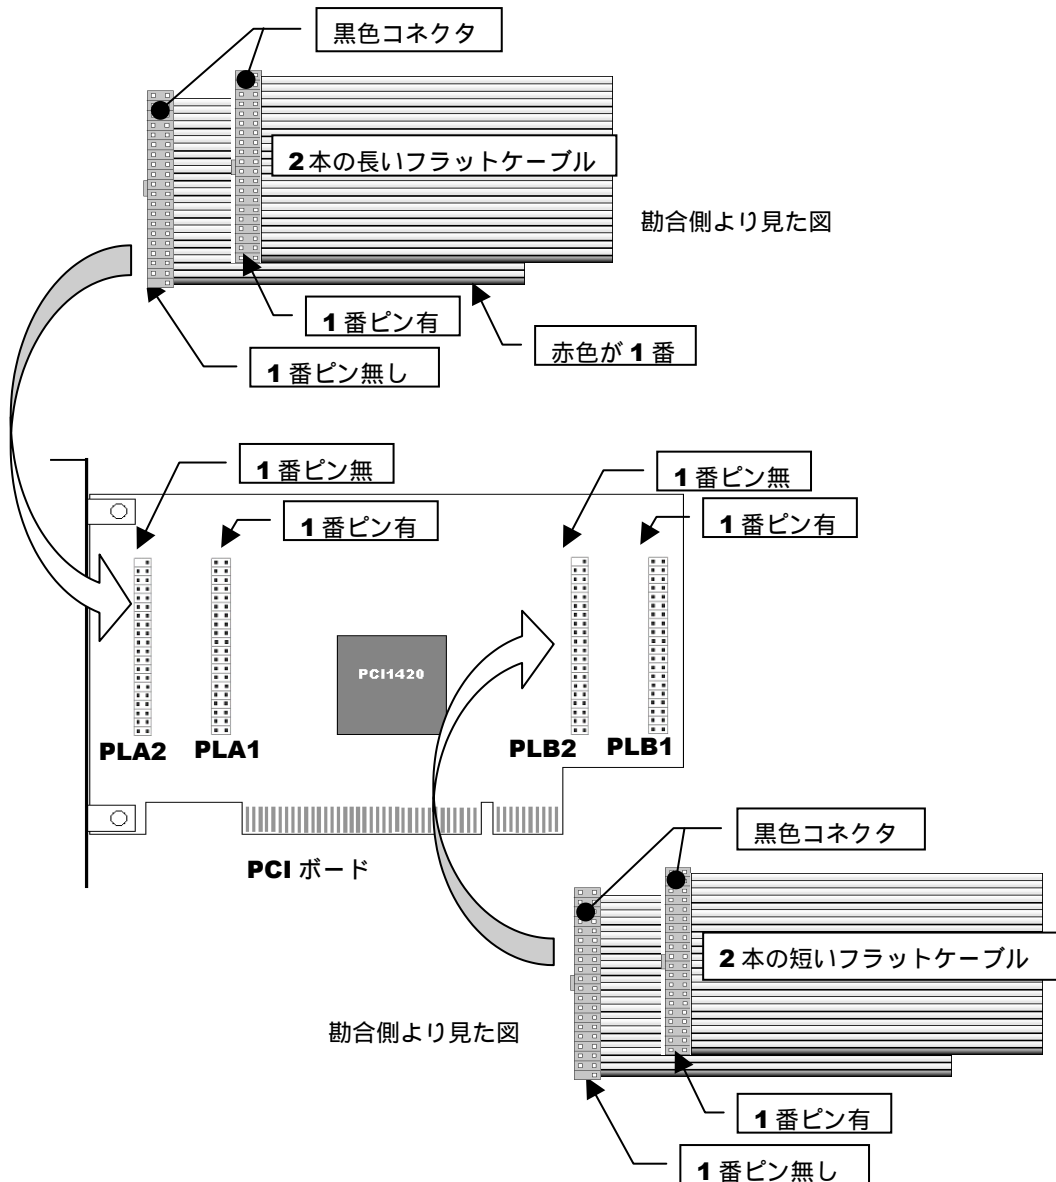 黒色コネクタ
2本の長いフラットケーブル
勘合側より見た図
1番ピン有
赤色が1番
1番ピン無し
1番ピン無
1番ピン有
1番ピン無
1番ピン有
PCI1420
PLA2
PLA1
PLB2
PLB1
PCI ボード
黒色コネクタ
2本の短いフラットケーブル
勘合側より見た図
1番ピン有
1番ピン無し